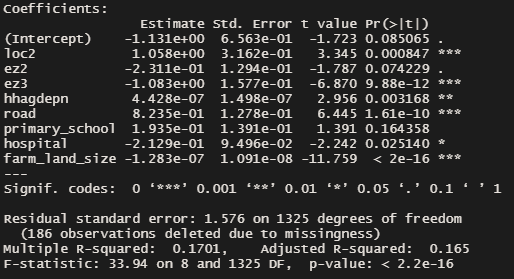 Coefficients:
Estimate Std. Error t value Pr(>|t|)
(Intercept) -1.131e+00 6.563e-01 -1.723 0.085065 .
loc2 1.058e+00 3.162e-01 3.345 0.000847 ***
ez2 -2.311e-01 1.294e-01 -1.787 0.074229 .
ez3 -1.083e+00 1.577e-01 -6.870 9.88e-12 ***
hhagdepn 4.428e-07 1.498e-07 2.956 0.003168 **
road 8.235e-01 1.278e-01 6.445 1.61e-10 ***
primary_school 1.935e-01 1.391e-01 1.391 0.164358
hospital -2.129e-01 9.496e-02 -2.242 0.025140 *
farm_land_size -1.283e-07 1.091e-08 -11.759 < 2e-16 ***
---
Signif. codes: 0 ‘***’ 0.001 ‘**’ 0.01 ‘*’ 0.05 ‘.’ 0.1 ‘ ’ 1
Residual standard error: 1.576 on 1325 degrees of freedom
(186 observations deleted due to missingness)
Multiple R-squared: 0.1701, Adjusted R-squared: 0.165
F-statistic: 33.94 on 8 and 1325 DF, p-value: < 2.2e-16